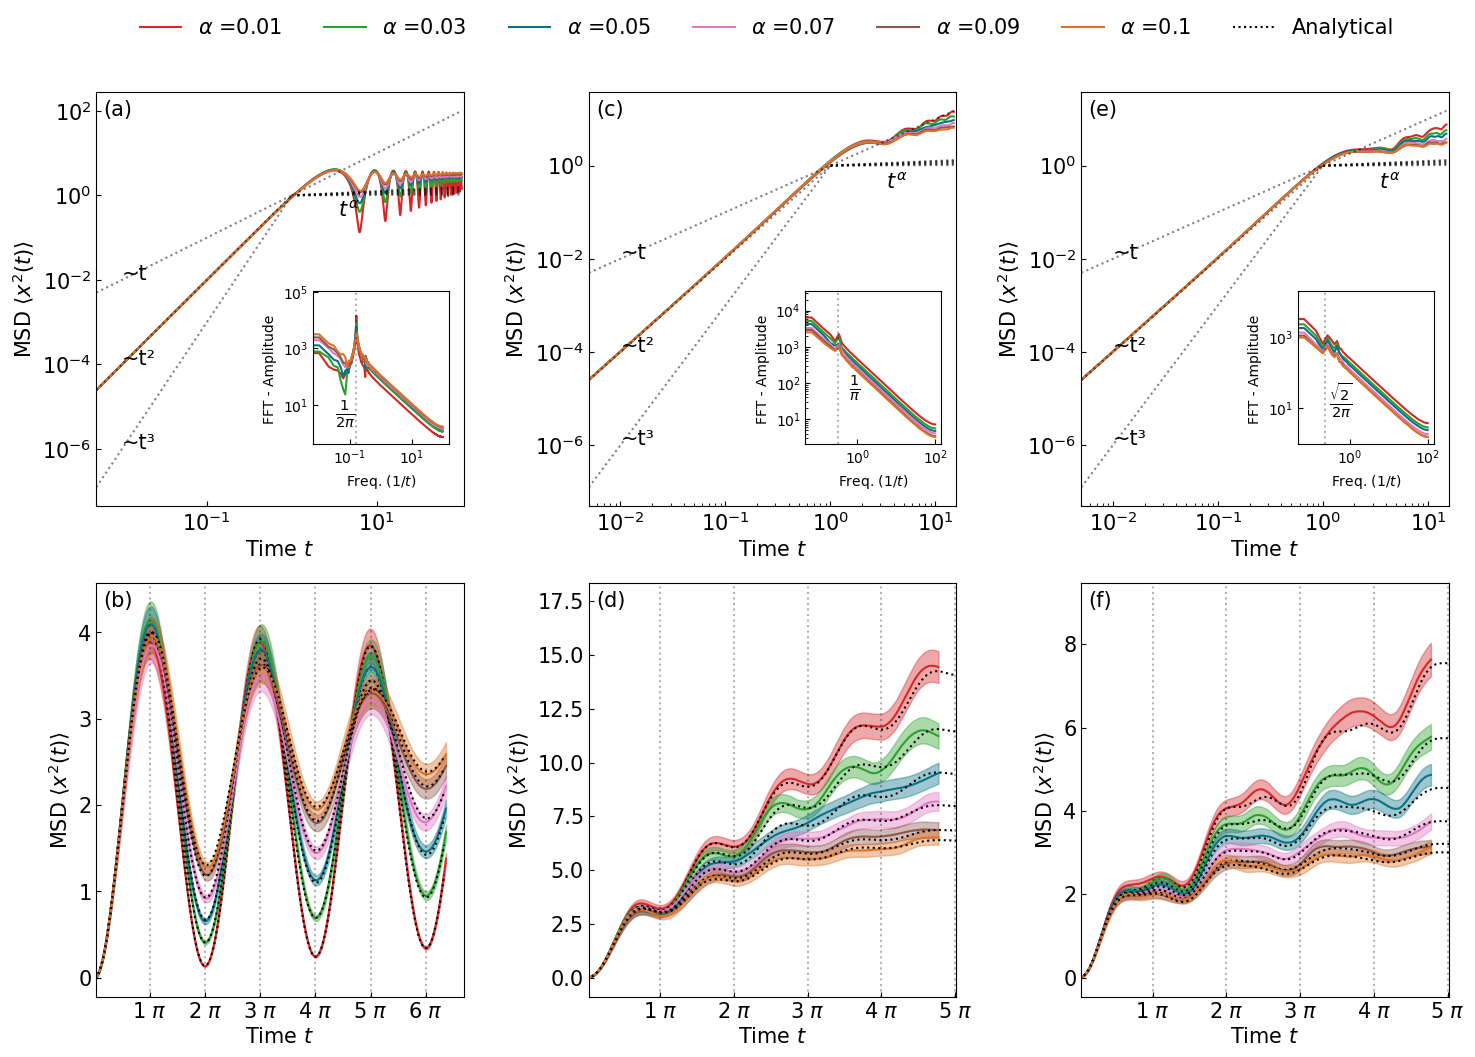 α =0.01 α =0.03 α =0.05 α =0.07 α =0.09 α =0.1 Analytical
(a)
MSD ⟨x²(t)⟩
10² 10⁰ 10⁻² 10⁻⁴ 10⁻⁶
~t
~t²
~t³
t^α
FFT - Amplitude
10⁵ 10³ 10¹
1/2π
10⁻¹ 10¹
Freq. (1/t)
10⁻¹ 10¹
Time t
(c)
MSD ⟨x²(t)⟩
10⁰ 10⁻² 10⁻⁴ 10⁻⁶
~t
~t²
~t³
t^α
FFT - Amplitude
10⁴ 10³ 10² 10¹
1/π
10⁰ 10²
Freq. (1/t)
10⁻² 10⁻¹ 10⁰ 10¹
Time t
(e)
MSD ⟨x²(t)⟩
10⁰ 10⁻² 10⁻⁴ 10⁻⁶
~t
~t²
~t³
t^α
FFT - Amplitude
10³ 10¹
√2/2π
10⁰ 10²
Freq. (1/t)
10⁻² 10⁻¹ 10⁰ 10¹
Time t
(b)
MSD ⟨x²(t)⟩
4 3 2 1 0
1 π 2 π 3 π 4 π 5 π 6 π
Time t
(d)
MSD ⟨x²(t)⟩
17.5 15.0 12.5 10.0 7.5 5.0 2.5 0.0
1 π 2 π 3 π 4 π 5 π
Time t
(f)
MSD ⟨x²(t)⟩
8 6 4 2 0
1 π 2 π 3 π 4 π 5 π
Time t